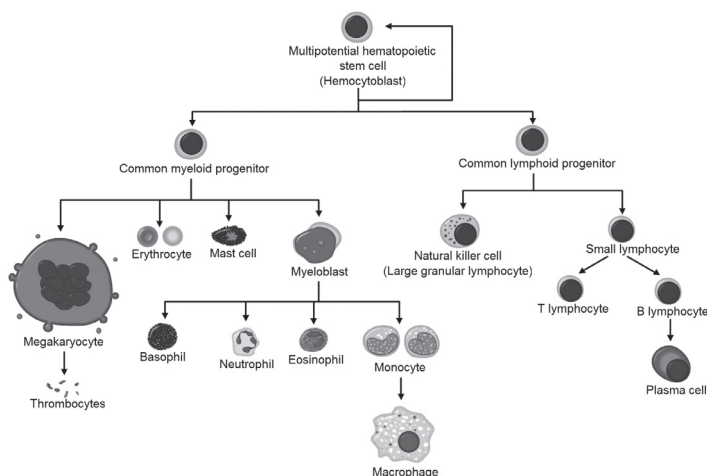 Multipotential hematopoietic
stem cell
(Hemocytoblast)
Common myeloid progenitor
Common lymphoid progenitor
Erythrocyte
Mast cell
Myeloblast
Natural killer cell
(Large granular lymphocyte)
Small lymphocyte
T lymphocyte
B lymphocyte
Megakaryocyte
Basophil
Neutrophil
Eosinophil
Monocyte
Plasma cell
Thrombocytes
Macrophage